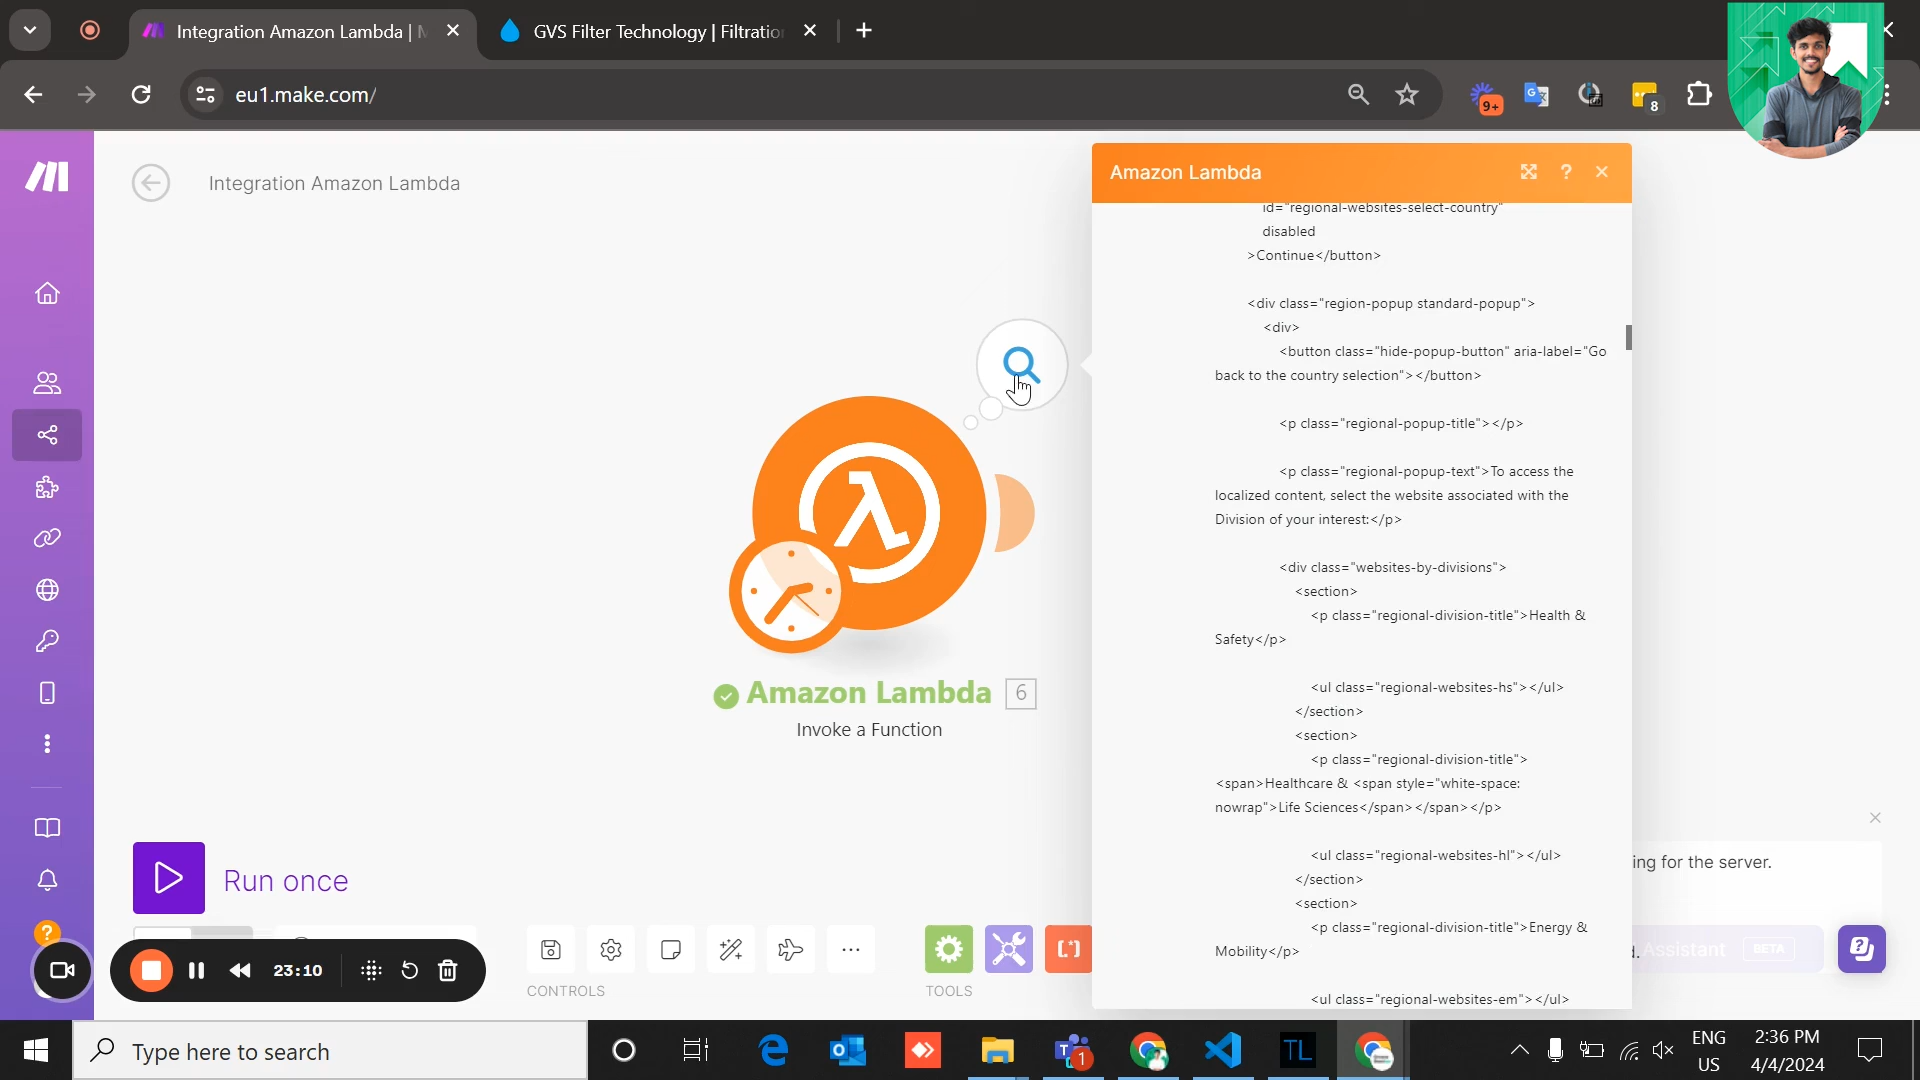 Integration Amazon Lambda | M
GVS Filter Technology | Filtratio
eu1.make.com/
9+
8
Integration Amazon Lambda
Amazon Lambda
?
id="regional-websites-select-country"
disabled
>Continue</button>
<div class="region-popup standard-popup">
<div>
<button class="hide-popup-button" aria-label="Go
back to the country selection"></button>
<p class="regional-popup-title"></p>
<p class="regional-popup-text">To access the
localized content, select the website associated with the
Division of your interest:</p>
<div class="websites-by-divisions">
<section>
<p class="regional-division-title">Health &
Safety</p>
<ul class="regional-websites-hs"></ul>
</section>
<section>
<p class="regional-division-title">
<span>Healthcare & <span style="white-space:
nowrap">Life Sciences</span></span></p>
<ul class="regional-websites-hl"></ul>
</section>
<section>
<p class="regional-division-title">Energy &
Mobility</p>
<ul class="regional-websites-em"></ul>
Amazon Lambda 6
Invoke a Function
ing for the server.
Run once
d. Assistant BETA
?
23:10
CONTROLS
TOOLS
Type here to search
1
TL
ENG
US
2:36 PM
4/4/2024